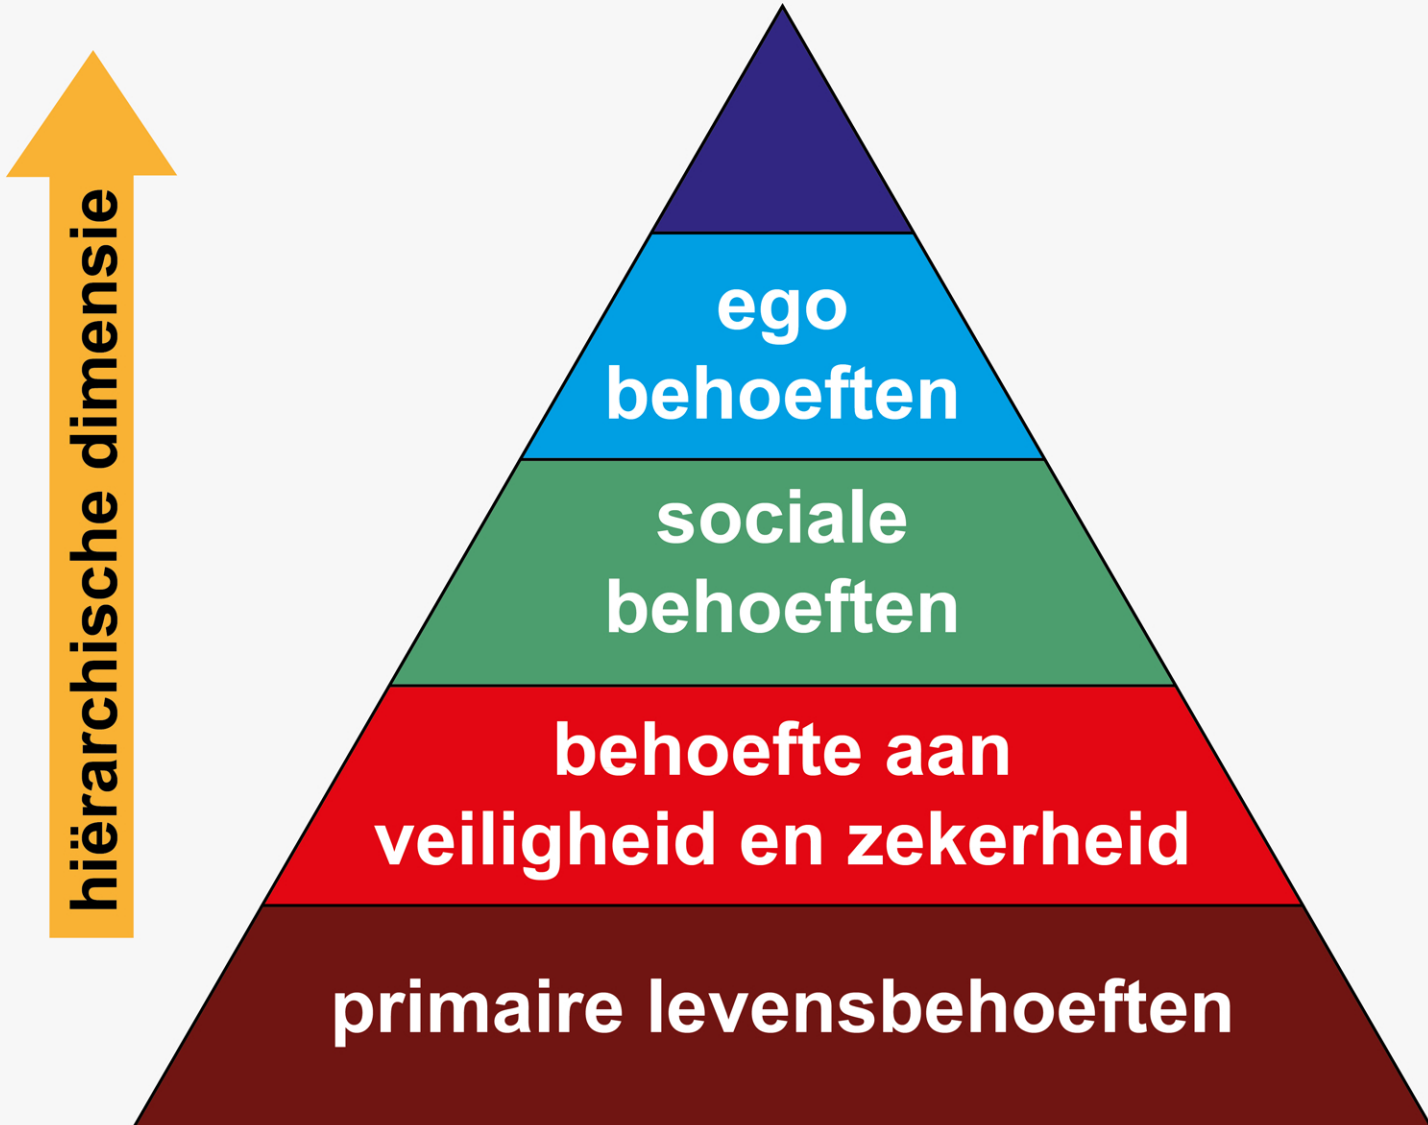 hiërarchische dimensie
ego
behoeften
sociale
behoeften
behoefte aan
veiligheid en zekerheid
primaire levensbehoeften